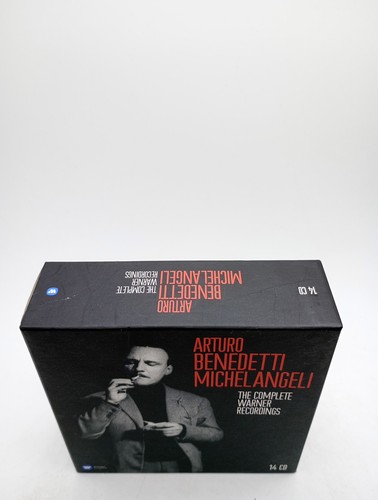 ARTURO
BENEDETTI
MICHELANGELI
THE COMPLETE
WARNER
RECORDINGS
14 CD
ARTURO
BENEDETTI
MICHELANGELI
THE COMPLETE
WARNER
RECORDINGS
14 CD